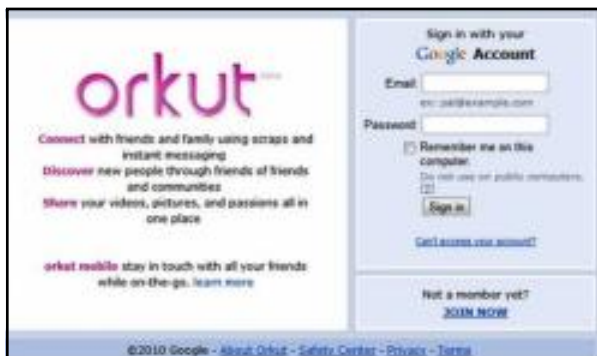 orkut beta
Connect with friends and family using scraps and
instant messaging
Discover new people through friends of friends
and communities
Share your videos, pictures, and passions all in
one place
orkut mobile stay in touch with all your friends
while on-the-go. learn more
Sign in with your
Google Account
Email:
ex: pat@example.com
Password:
Remember me on this
computer.
Do not use on public computers.
[?]
Sign in
Can't access your account?
Not a member yet?
JOIN NOW
©2010 Google - About Orkut - Safety Center - Privacy - Terms